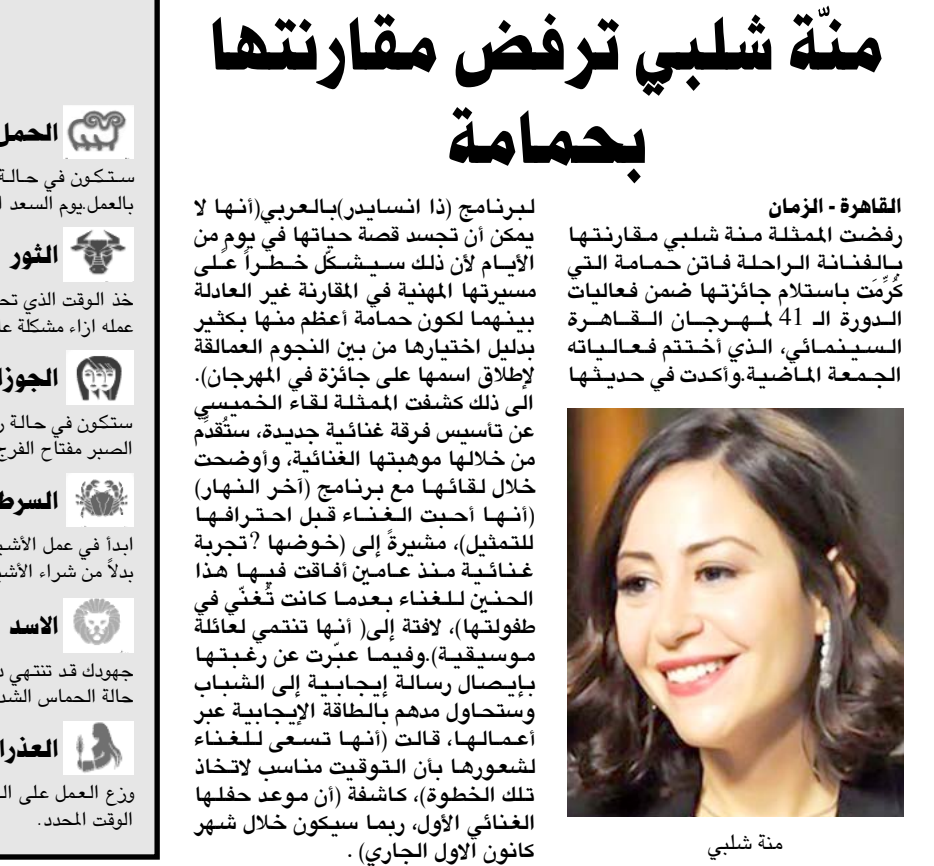 منّة شلبي ترفض مقارنتها
بحمامة
القاهرة - الزمان
رفضت الممثلة منة شلبي مقارنتها
بالفنانة الراحلة فاتن حمامة التي
كُرِّمَت باستلام جائزتها ضمن فعاليات
الدورة الـ 41 لمهرجان القاهرة
السينمائي، الذي أختتم فعالياته
الجمعة الماضية.وأكدت في حديثها
منة شلبي
لبرنامج (ذا انسايدر)بالعربي(أنها لا
يمكن أن تجسد قصة حياتها في يوم من
الأيام لأن ذلك سيشكّل خطراً على
مسيرتها المهنية في المقارنة غير العادلة
بينهما لكون حمامة أعظم منها بكثير
بدليل اختيارها من بين النجوم العمالقة
لإطلاق اسمها على جائزة في المهرجان).
الى ذلك كشفت الممثلة لقاء الخميسي
عن تأسيس فرقة غنائية جديدة، ستُقدّم
من خلالها موهبتها الغنائية، وأوضحت
خلال لقائها مع برنامج (آخر النهار)
(أنها أحبت الغناء قبل احترافها
للتمثيل)، مشيرةً إلى (خوضها ?تجربة
غنائية منذ عامين أفاقت فيها هذا
الحنين للغناء بعدما كانت تُغنّي في
طفولتها)، لافتة إلى( أنها تنتمي لعائلة
موسيقية).وفيما عبّرت عن رغبتها
بإيصال رسالة إيجابية إلى الشباب
وستحاول مدهم بالطاقة الإيجابية عبر
أعمالها، قالت (أنها تسعى للغناء
لشعورها بأن التوقيت مناسب لاتخاذ
تلك الخطوة)، كاشفة (أن موعد حفلها
الغنائي الأول، ربما سيكون خلال شهر
كانون الاول الجاري) .
الحمل
ستكون في حالة
بالعمل.يوم السعد
الثور
خذ الوقت الذي
عمله ازاء مشكلة
ستكون في حالة
الصبر مفتاح الفرج
ابدأ في عمل
بدلاً من شراء
الاسد
جهودك قد تنتهي
حالة الحماس
وزع العمل على
الوقت المحدد.